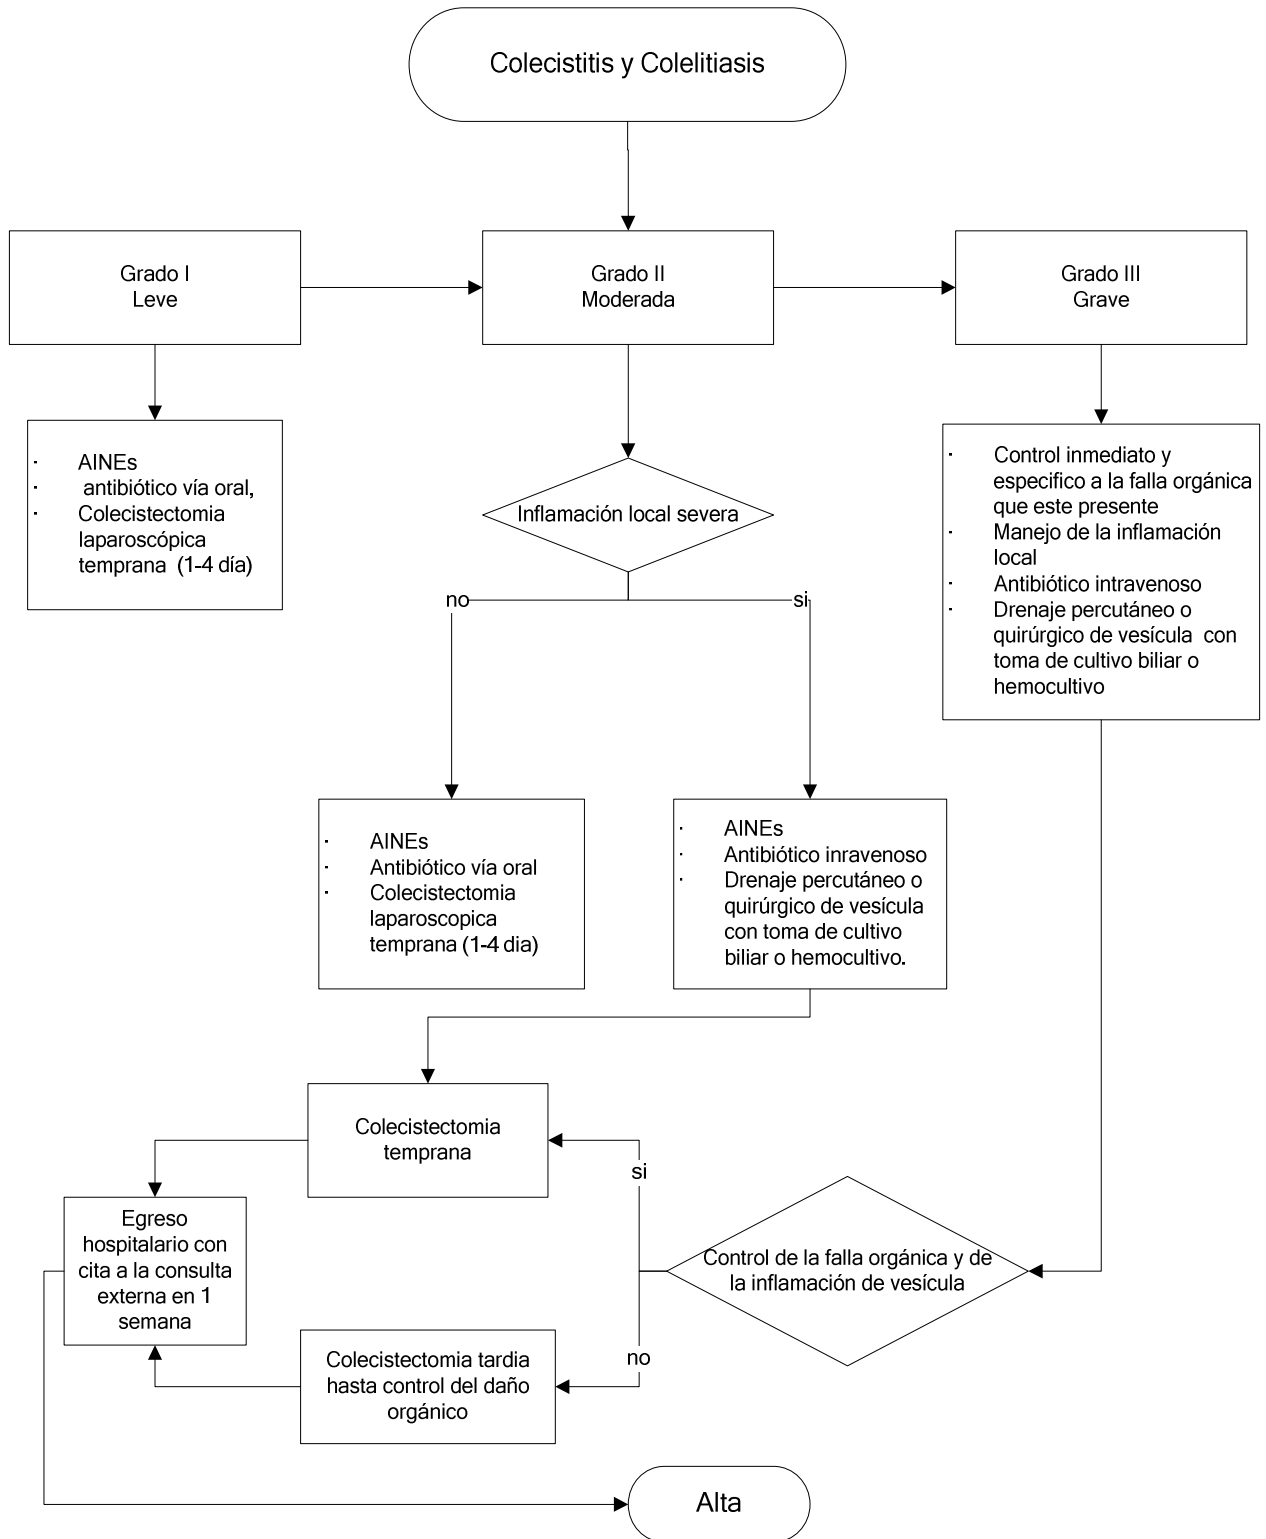 Colecistitis y Colelitiasis
Grado I
Leve
Grado II
Moderada
Grado III
Grave
· AINEs
· antibiótico vía oral,
· Colecistectomia
laparoscópica
temprana (1-4 día)
Inflamación local severa
no
si
· Control inmediato y
especifico a la falla orgánica
que este presente
· Manejo de la inflamación
local
· Antibiótico intravenoso
· Drenaje percutáneo o
quirúrgico de vesícula con
toma de cultivo biliar o
hemocultivo
· AINEs
· Antibiótico vía oral
· Colecistectomia
laparoscopica
temprana (1-4 dia)
· AINEs
· Antibiótico inravenoso
· Drenaje percutáneo o
quirúrgico de vesícula
con toma de cultivo
biliar o hemocultivo.
Colecistectomia
temprana
si
Control de la falla orgánica y de
la inflamación de vesícula
no
Egreso
hospitalario con
cita a la consulta
externa en 1
semana
Colecistectomia tardia
hasta control del daño
orgánico
Alta